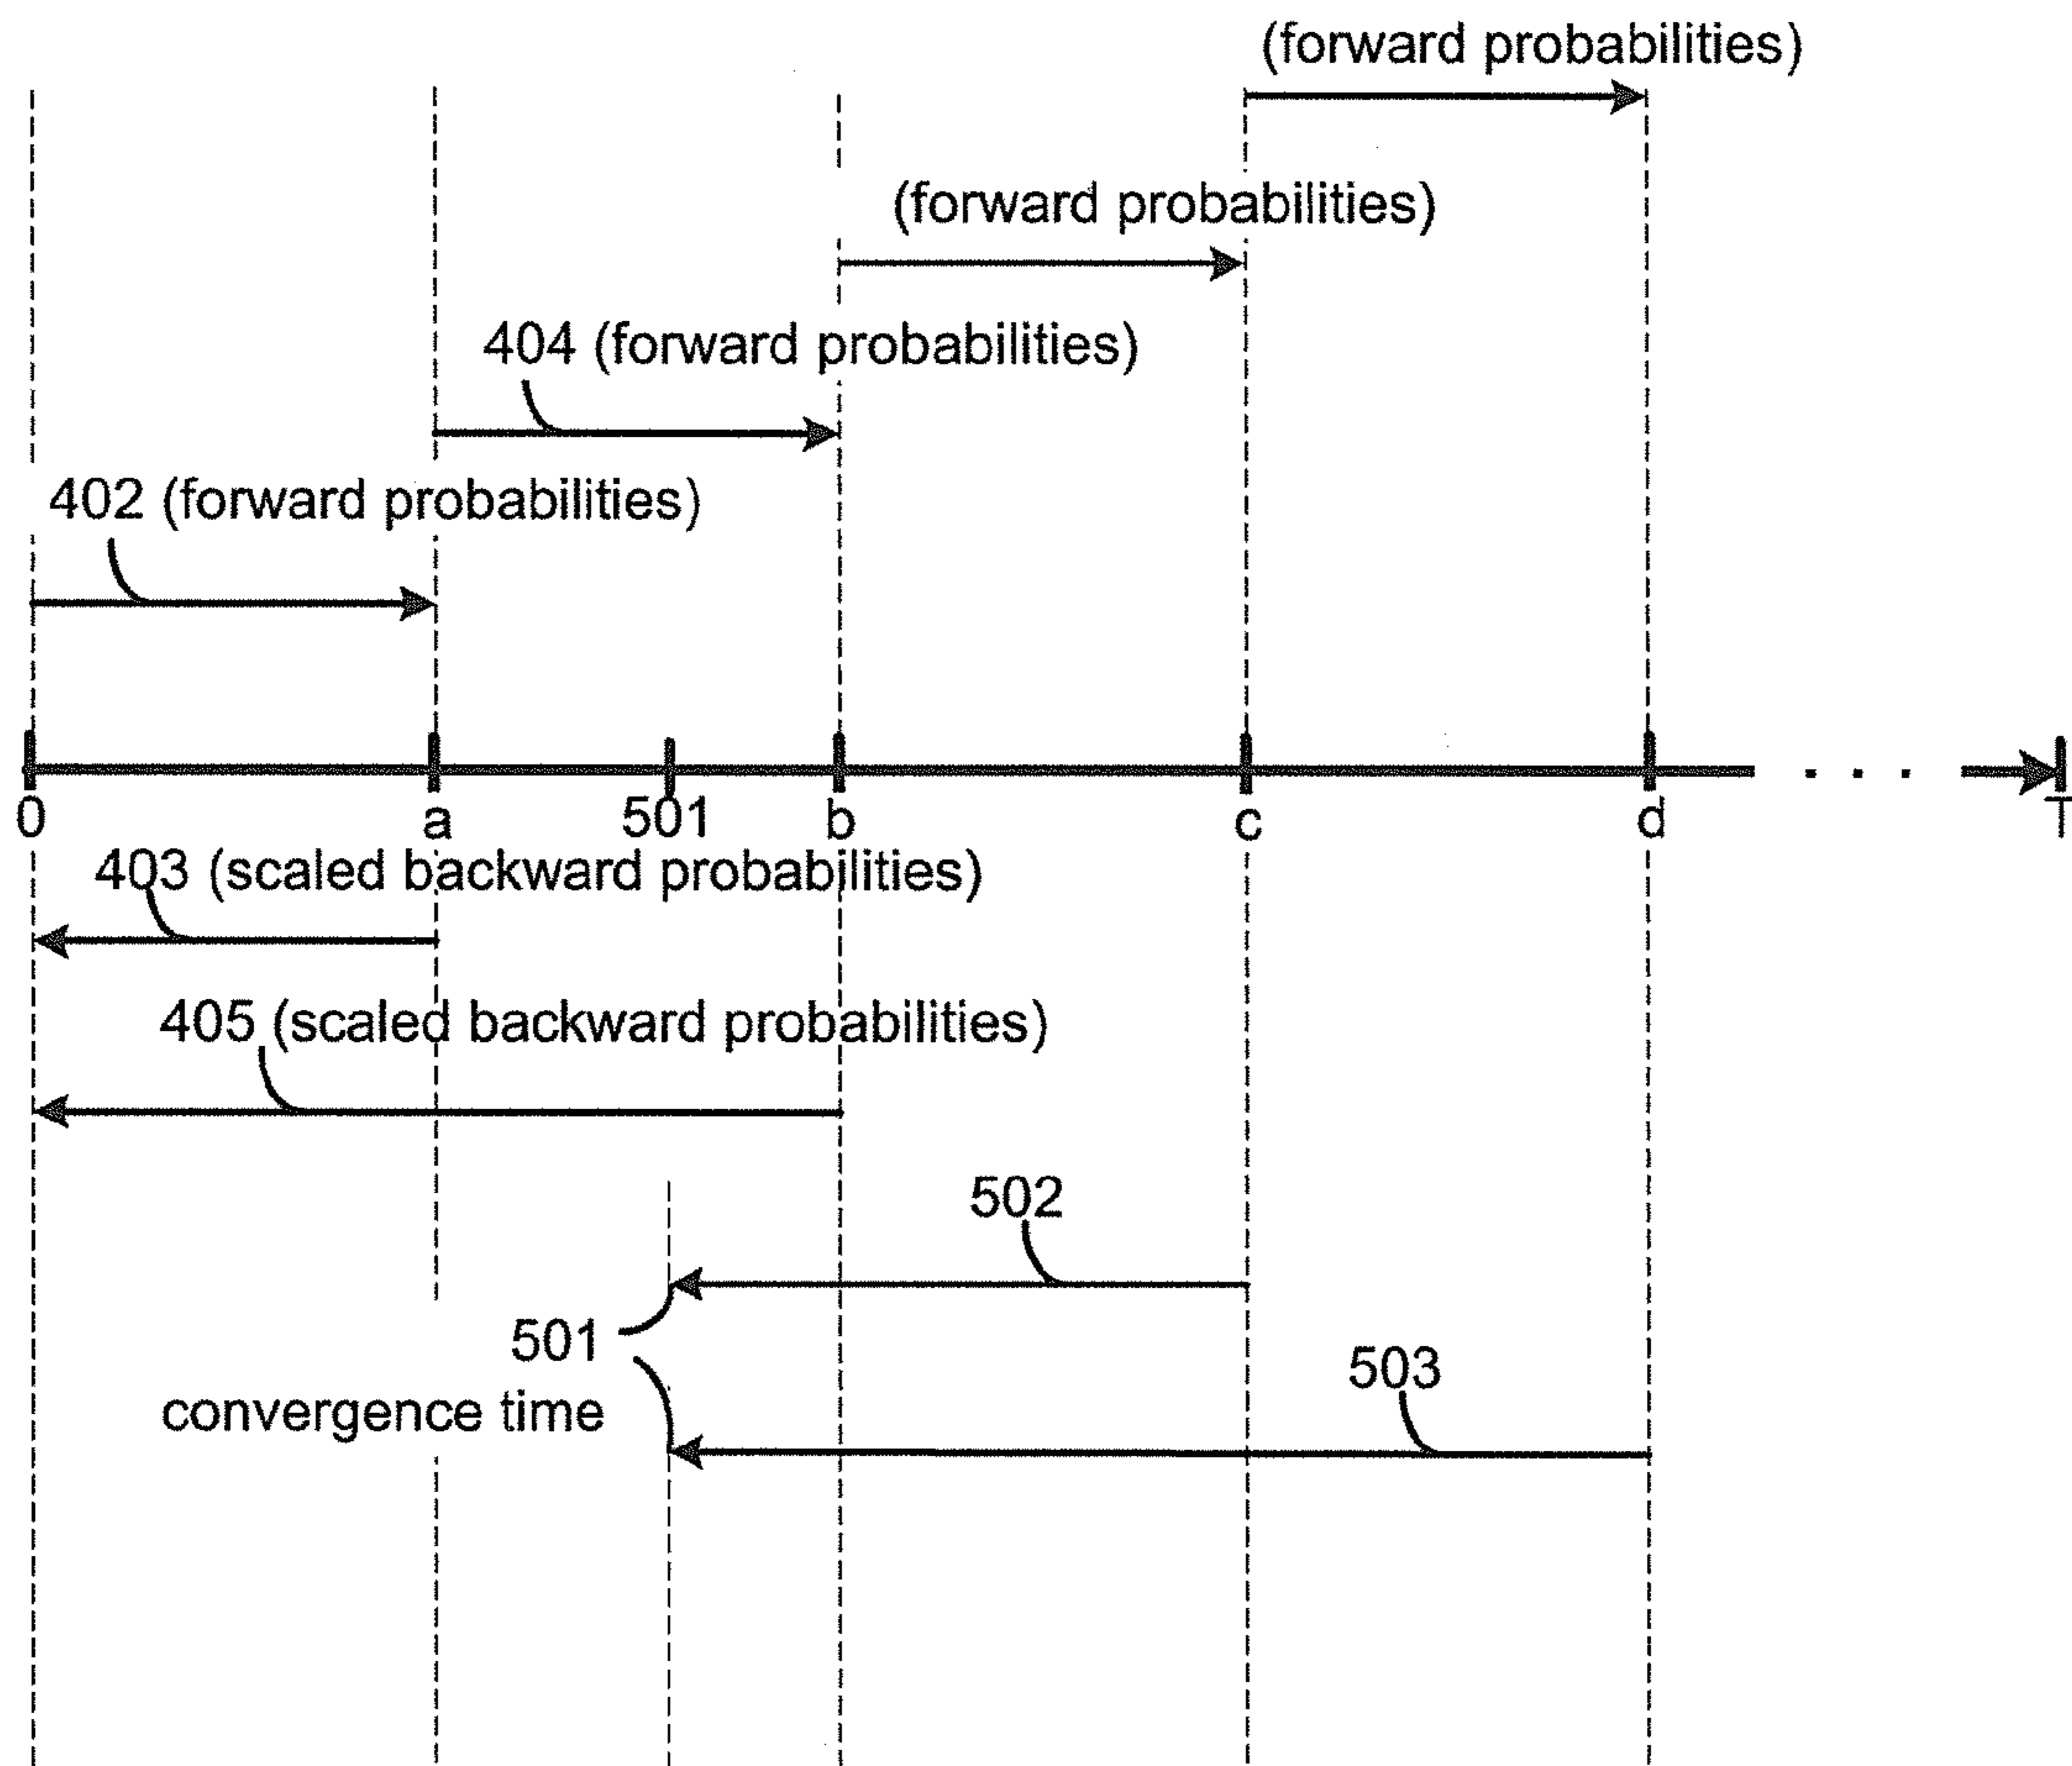 (forward probabilities)
(forward probabilities)
404 (forward probabilities)
402 (forward probabilities)
0 a 501 b c d T
403 (scaled backward probabilities)
405 (scaled backward probabilities)
502
501
503
convergence time